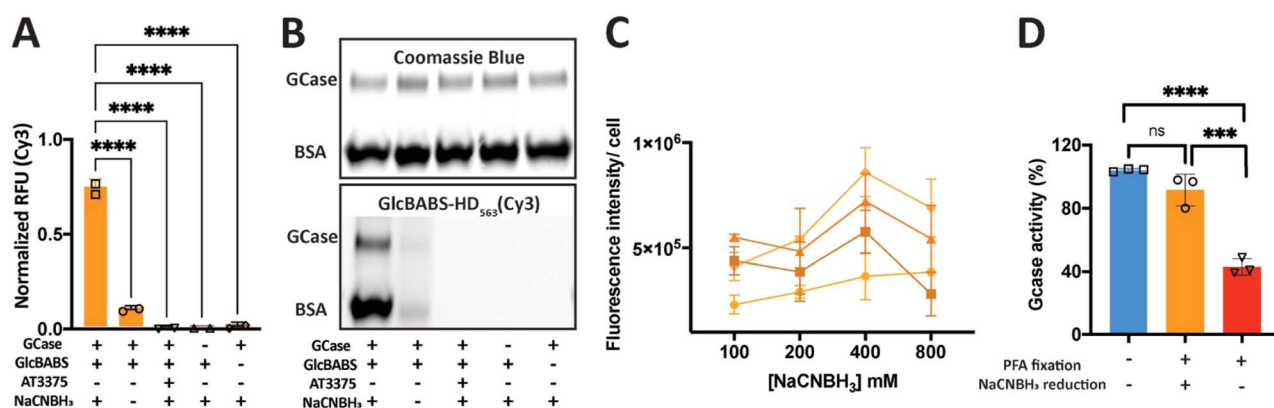 A
****
****
****
****
Normalized RFU (Cy3)
1.0
0.5
0.0
GCase + + + - +
GlcBABS + + + + -
AT3375 - - + - -
NaCNBH₃ + - + + +
B
Coomassie Blue
GCase
BSA
GlcBABS-HD₅₆₃(Cy3)
GCase
BSA
GCase + + + - +
GlcBABS + + + + -
AT3375 - - + - -
NaCNBH₃ + - + + +
C
Fluorescence intensity/ cell
1×10⁶
5×10⁵
100 200 400 800
[NaCNBH₃] mM
D
****
ns ***
Gcase activity (%)
120
80
40
0
PFA fixation - + +
NaCNBH₃ reduction - + -